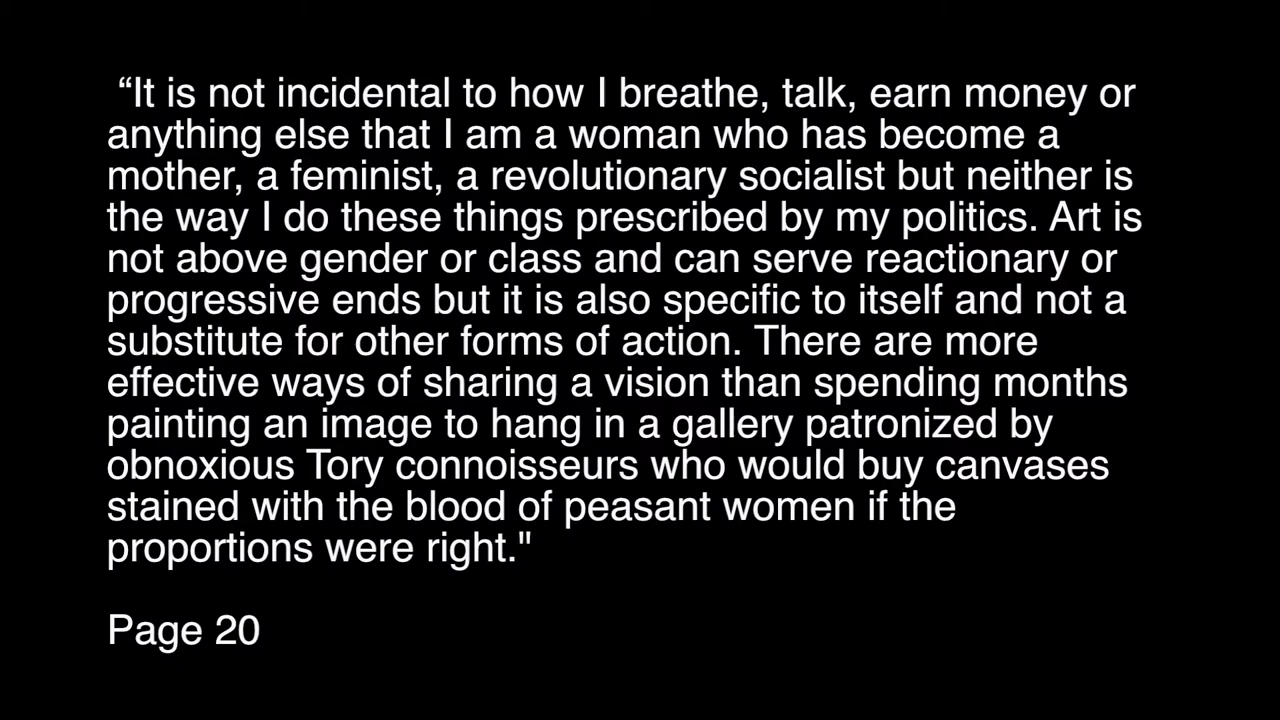 “It is not incidental to how I breathe, talk, earn money or
anything else that I am a woman who has become a
mother, a feminist, a revolutionary socialist but neither is
the way I do these things prescribed by my politics. Art is
not above gender or class and can serve reactionary or
progressive ends but it is also specific to itself and not a
substitute for other forms of action. There are more
effective ways of sharing a vision than spending months
painting an image to hang in a gallery patronized by
obnoxious Tory connoisseurs who would buy canvases
stained with the blood of peasant women if the
proportions were right."
Page 20